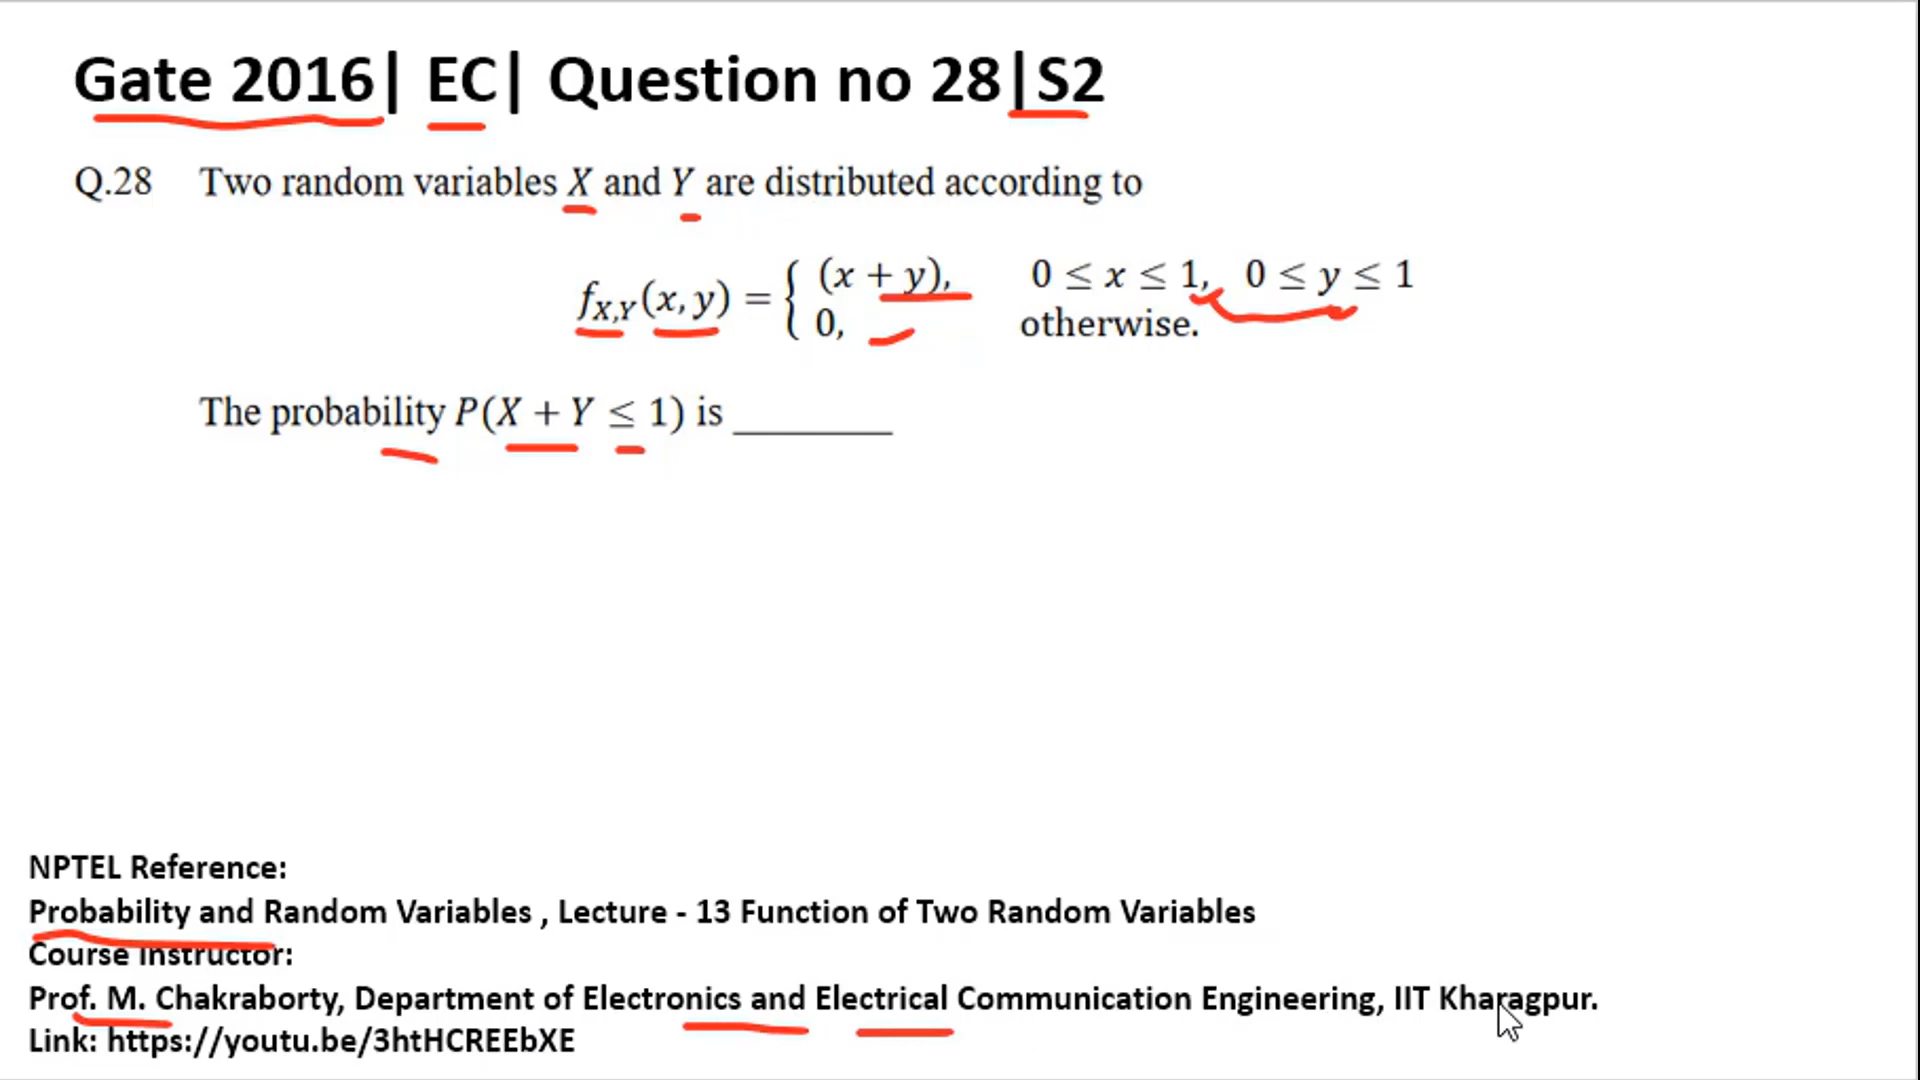 Gate 2016| EC| Question no 28|S2
Q.28 Two random variables X and Y are distributed according to
f_{X,Y}(x, y) = { (x + y), 0 ≤ x ≤ 1, 0 ≤ y ≤ 1
0, otherwise.
The probability P(X + Y ≤ 1) is ________
NPTEL Reference:
Probability and Random Variables , Lecture - 13 Function of Two Random Variables
Course Instructor:
Prof. M. Chakraborty, Department of Electronics and Electrical Communication Engineering, IIT Kharagpur.
Link: https://youtu.be/3htHCREEbXE